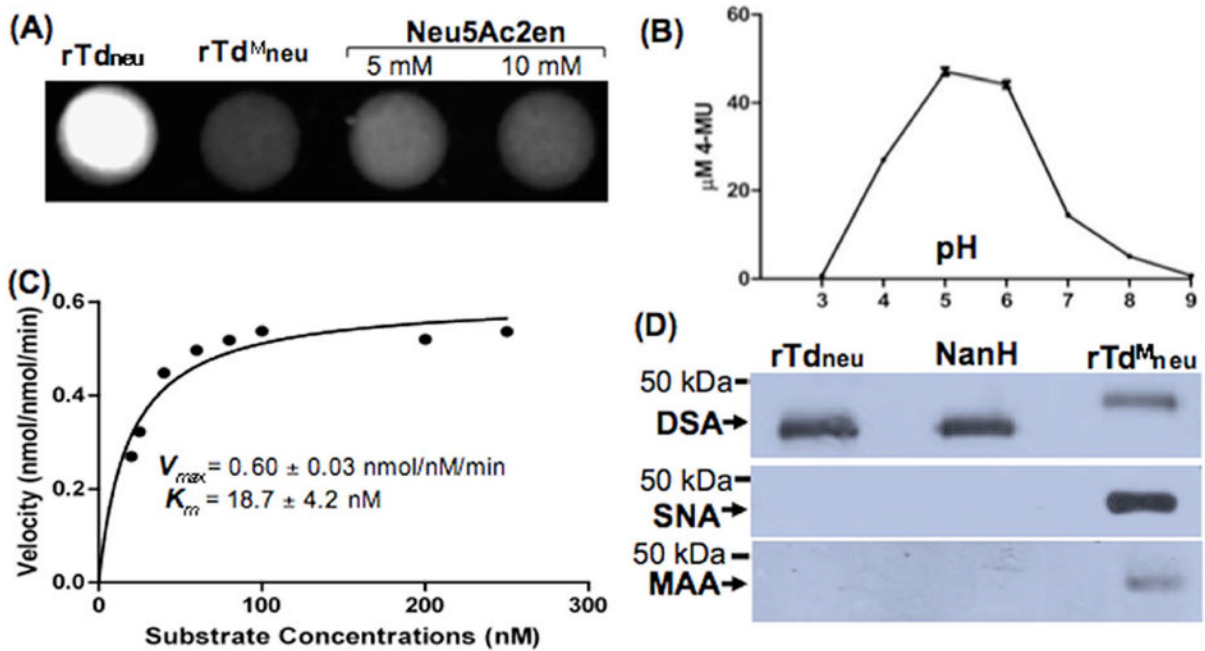 (A)
Neu5Ac2en
rTdneu rTdᴹneu 5 mM 10 mM
(B)
μM 4-MU
60
40
20
0
pH
3 4 5 6 7 8 9
(C)
Velocity (nmol/nmol/min)
0.6
0.4
0.2
0.0
Vmax = 0.60 ± 0.03 nmol/nM/min
Km = 18.7 ± 4.2 nM
0 100 200 300
Substrate Concentrations (nM)
(D)
rTdneu NanH rTdᴹneu
50 kDa
DSA
50 kDa
SNA
50 kDa
MAA